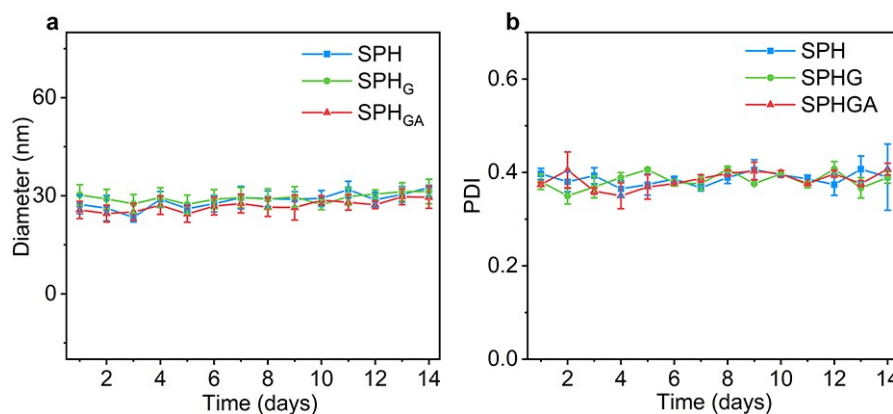 a
SPH
SPHG
SPHGA
Diameter (nm)
60
30
0
2 4 6 8 10 12 14
Time (days)
b
SPH
SPHG
SPHGA
PDI
0.6
0.4
0.2
0.0
2 4 6 8 10 12 14
Time (days)